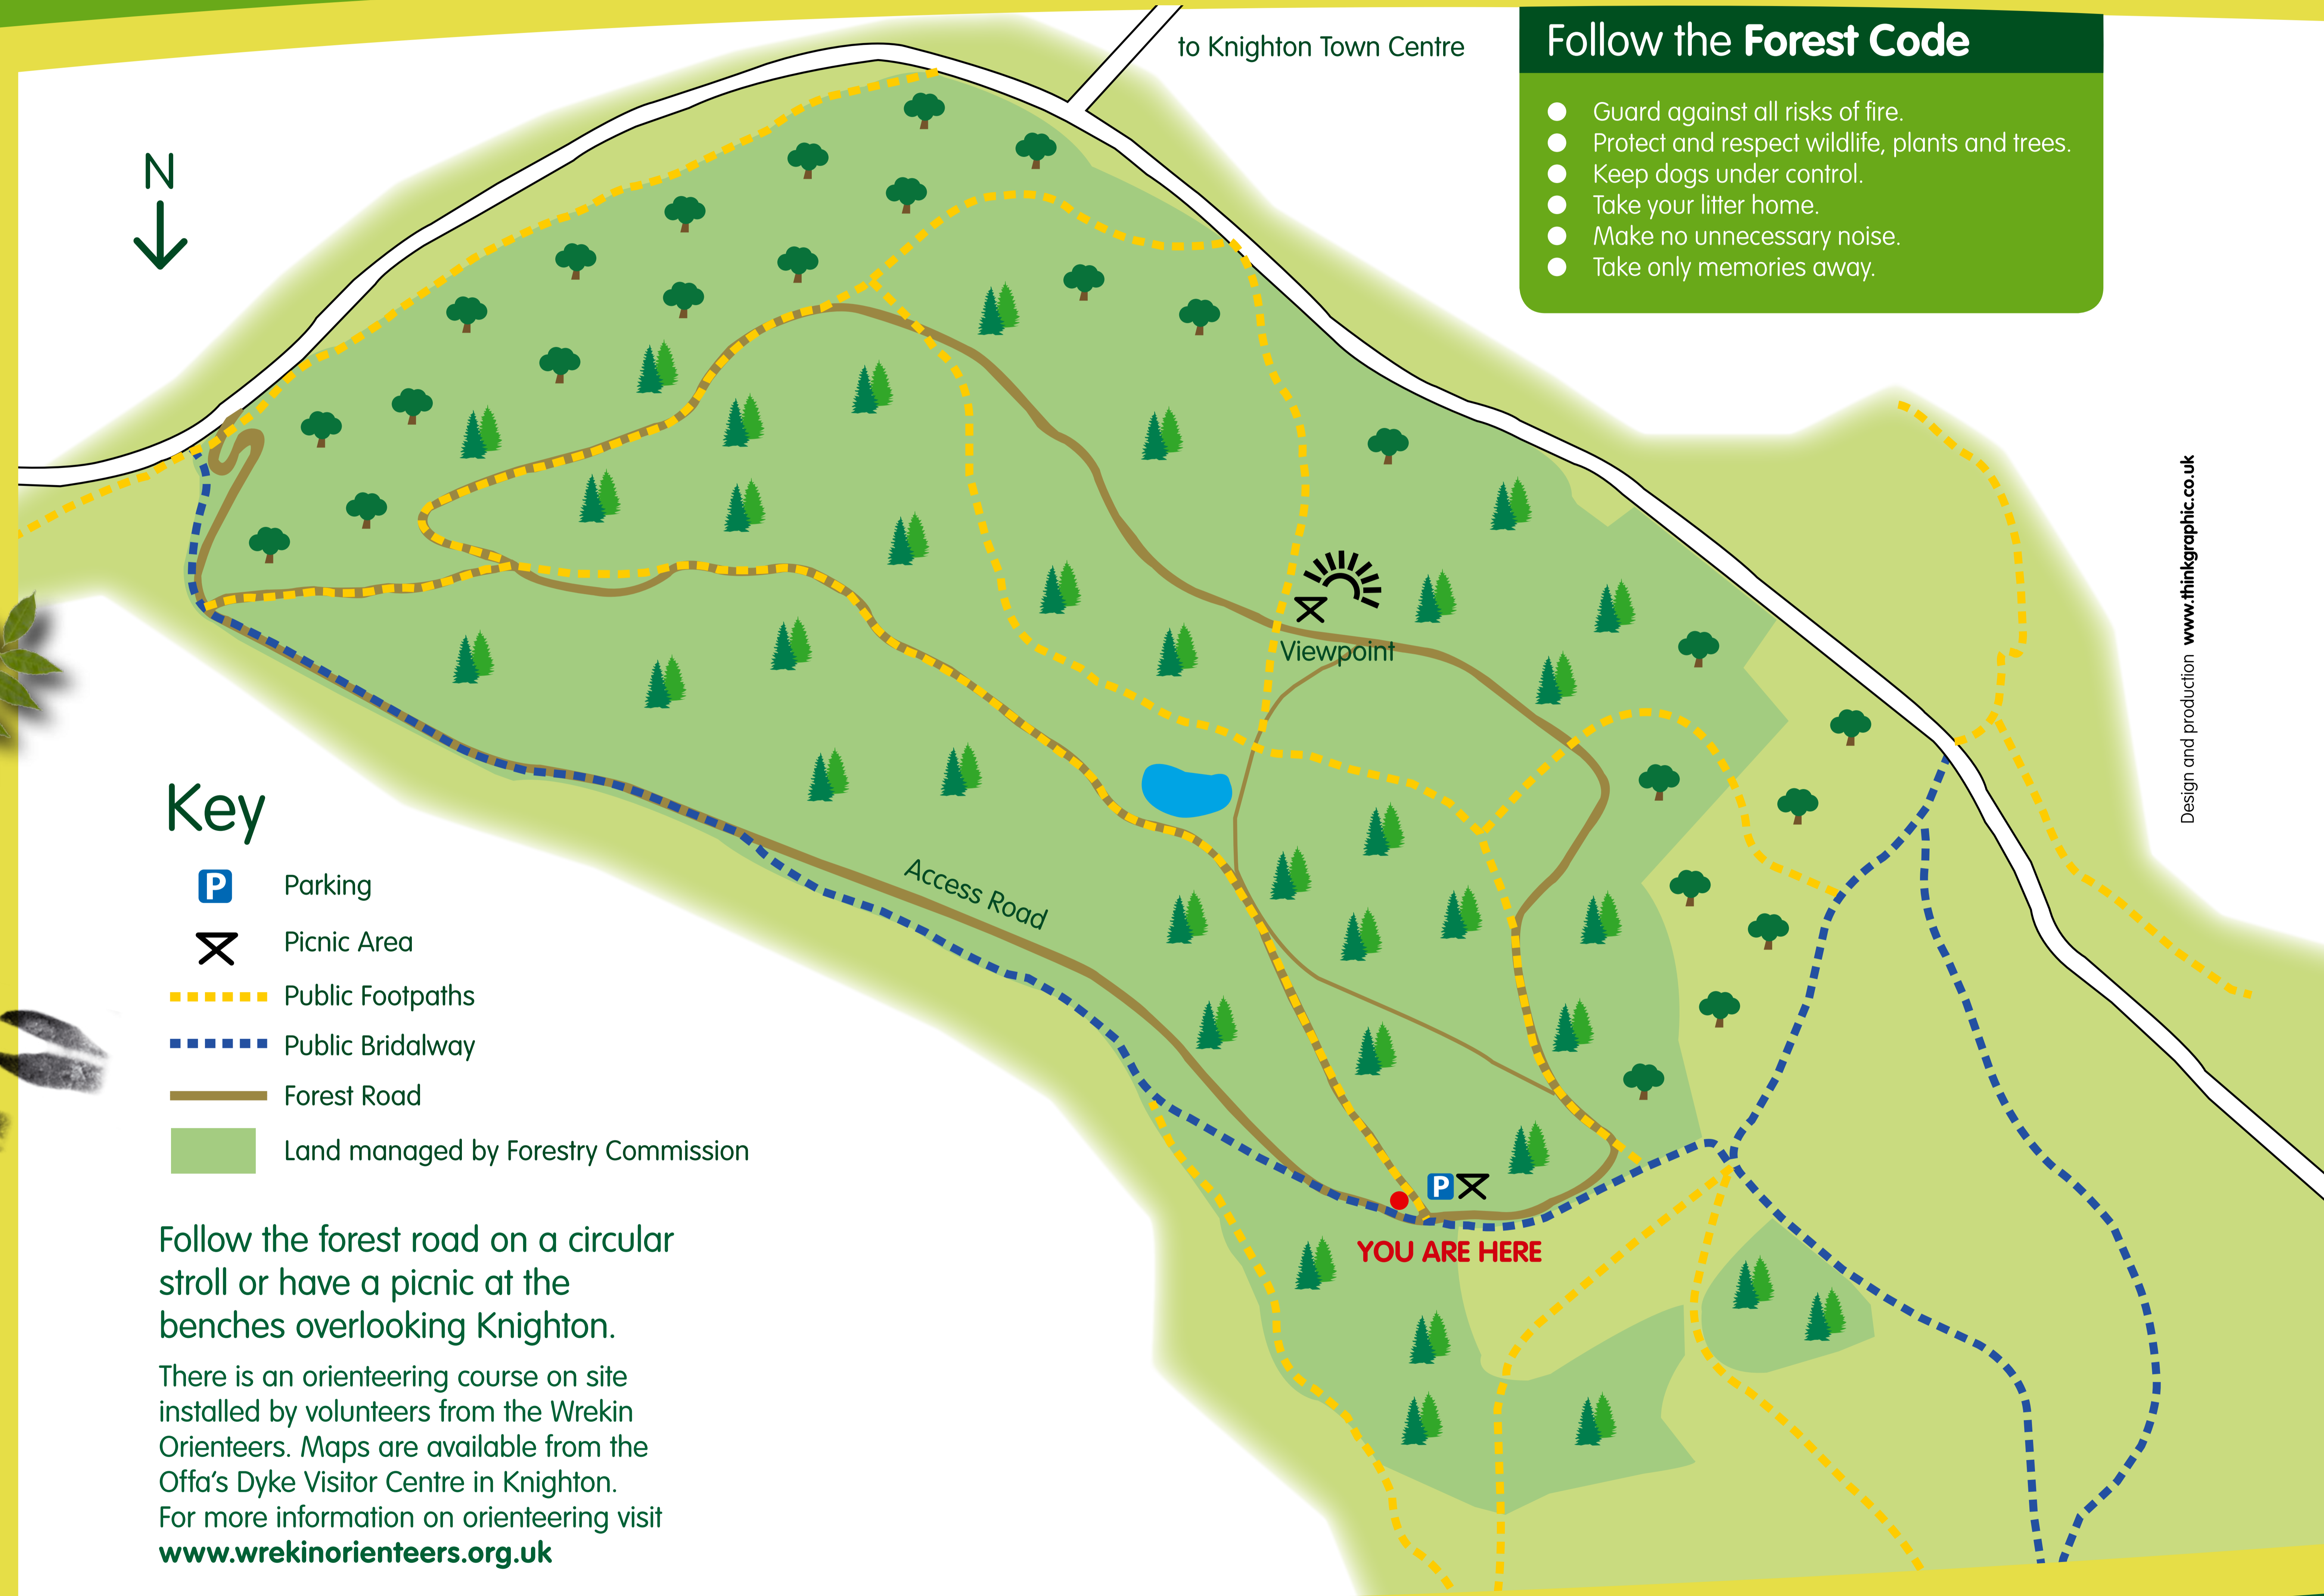 to Knighton Town Centre
Follow the Forest Code
Guard against all risks of fire.
Protect and respect wildlife, plants and trees.
Keep dogs under control.
Take your litter home.
Make no unnecessary noise.
Take only memories away.
N
Viewpoint
Access Road
Design and production www.thinkgraphic.co.uk
Key
P Parking
Picnic Area
Public Footpaths
Public Bridalway
Forest Road
Land managed by Forestry Commission
P
YOU ARE HERE
Follow the forest road on a circular
stroll or have a picnic at the
benches overlooking Knighton.
There is an orienteering course on site
installed by volunteers from the Wrekin
Orienteers. Maps are available from the
Offa's Dyke Visitor Centre in Knighton.
For more information on orienteering visit
www.wrekinorienteers.org.uk